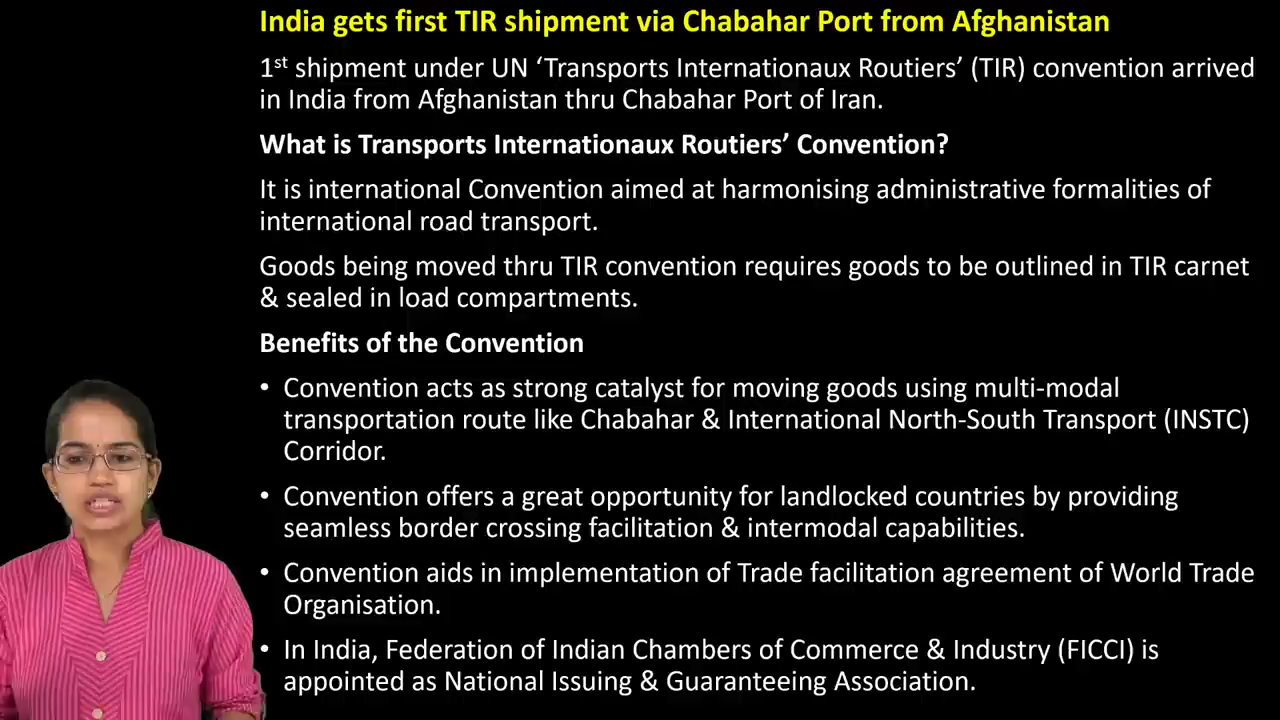 India gets first TIR shipment via Chabahar Port from Afghanistan
1st shipment under UN ‘Transports Internationaux Routiers’ (TIR) convention arrived
in India from Afghanistan thru Chabahar Port of Iran.
What is Transports Internationaux Routiers’ Convention?
It is international Convention aimed at harmonising administrative formalities of
international road transport.
Goods being moved thru TIR convention requires goods to be outlined in TIR carnet
& sealed in load compartments.
Benefits of the Convention
• Convention acts as strong catalyst for moving goods using multi-modal
transportation route like Chabahar & International North-South Transport (INSTC)
Corridor.
• Convention offers a great opportunity for landlocked countries by providing
seamless border crossing facilitation & intermodal capabilities.
• Convention aids in implementation of Trade facilitation agreement of World Trade
Organisation.
• In India, Federation of Indian Chambers of Commerce & Industry (FICCI) is
appointed as National Issuing & Guaranteeing Association.